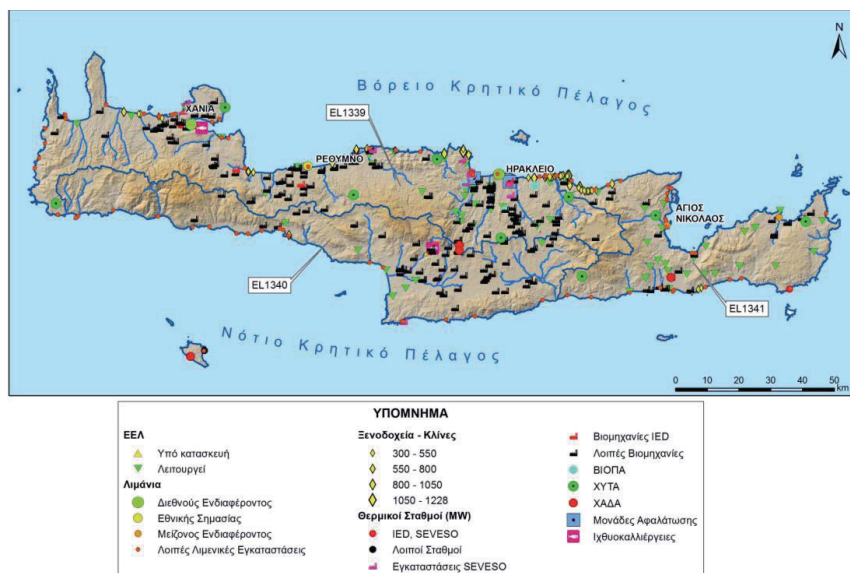 N
Βόρειο Κρητικό Πέλαγος
ΧΑΝΙΑ
EL1339
ΡΕΘΥΜΝΟ
ΗΡΑΚΛΕΙΟ
ΑΓΙΟΣ
ΝΙΚΟΛΑΟΣ
EL1340
EL1341
Νότιο Κρητικό Πέλαγος
0 10 20 30 40 50
km
ΥΠΟΜΝΗΜΑ
ΕΕΛ
Υπό κατασκευή
Λειτουργεί
Λιμάνια
Διεθνούς Ενδιαφέροντος
Εθνικής Σημασίας
Μείζονος Ενδιαφέροντος
Λοιπές Λιμενικές Εγκαταστάσεις
Ξενοδοχεία - Κλίνες
300 - 550
550 - 800
800 - 1050
1050 - 1228
Θερμικοί Σταθμοί (MW)
IED, SEVESO
Λοιποί Σταθμοί
Εγκαταστάσεις SEVESO
Βιομηχανίες IED
Λοιπές Βιομηχανίες
ΒΙΟΠΑ
ΧΥΤΑ
ΧΑΔΑ
Μονάδες Αφαλάτωσης
Ιχθυοκαλλιέργειες